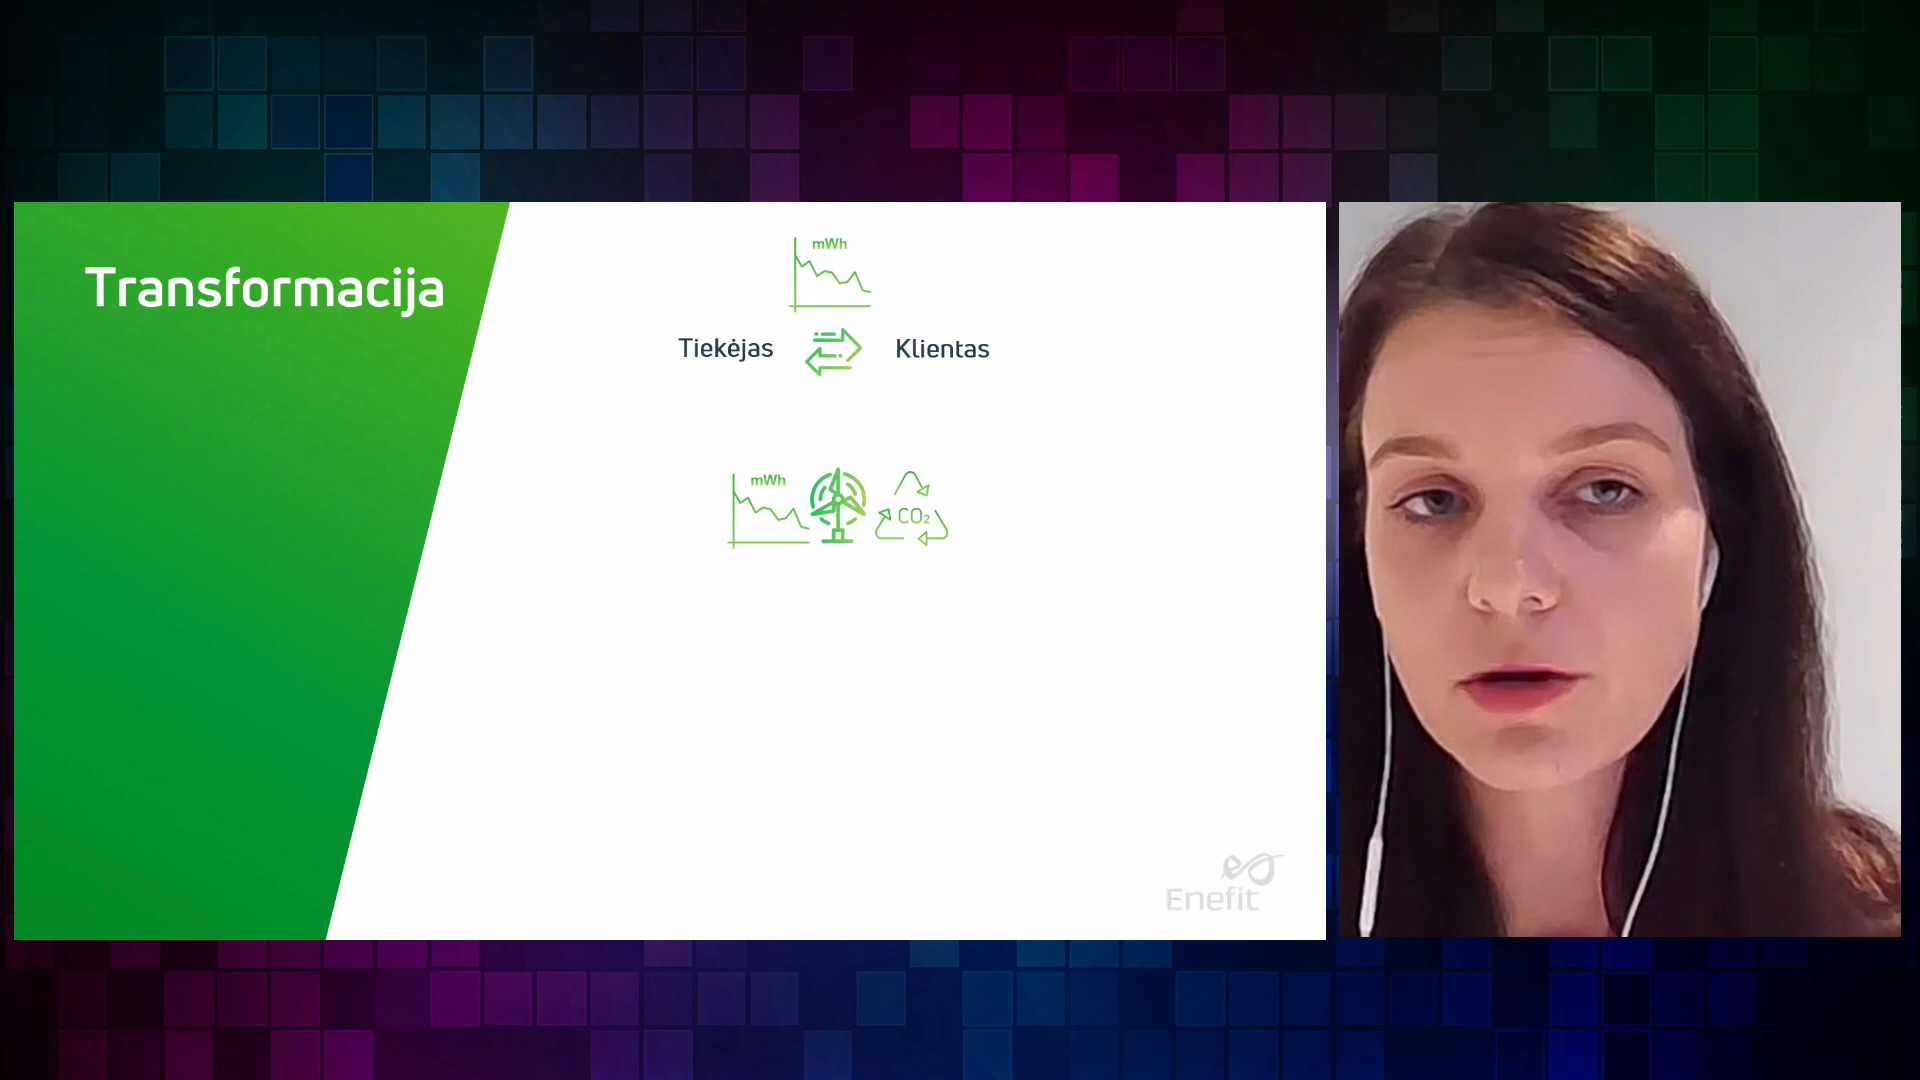 Transformacija
mWh
Tiekėjas
Klientas
mWh
CO₂
Enefit